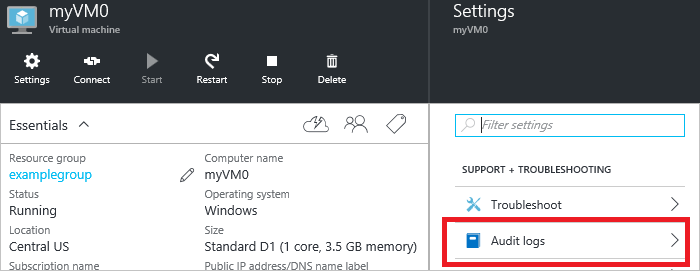 myVM0
Virtual machine
Settings
Connect
Start
Restart
Stop
Delete
Essentials
Resource group
examplegroup
Status
Running
Location
Central US
Subscription name
Computer name
myVM0
Operating system
Windows
Size
Standard D1 (1 core, 3.5 GB memory)
Public IP address/DNS name label
Settings
myVM0
Filter settings
SUPPORT + TROUBLESHOOTING
Troubleshoot
Audit logs